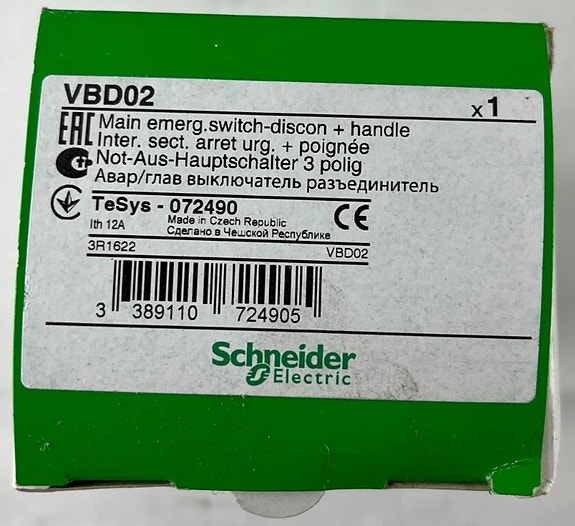 VBD02
x 1
EAC Main emerg.switch-discon + handle
Inter. sect. arret urg. + poignée
Not-Aus-Hauptschalter 3 polig
Авар/глав выключатель разъединитель
TeSys - 072490
CE
Ith 12A Made in Czech Republic
Сделано в Чешской Республике
3R1622 VBD02
3 389110 724905
Schneider
Electric